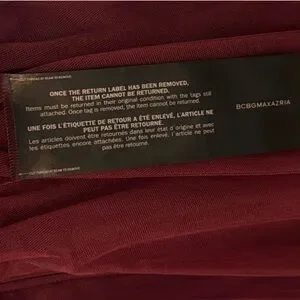 ONCE THE RETURN LABEL HAS BEEN REMOVED,
THE ITEM CANNOT BE RETURNED.
Items must be returned in their original condition with the tags still
attached. Once tag is removed, the item cannot be returned.
BCBGMAXAZRIA
UNE FOIS L'ÉTIQUETTE DE RETOUR A ÉTÉ ENLEVÉ, L'ARTICLE NE
PEUT PAS ÊTRE RETOURNÉ.
Les articles doivent être retournés dans leur état d'origine et avec
les étiquettes encore attachées. Une fois enlevé, l'article ne peut
pas être retourné.